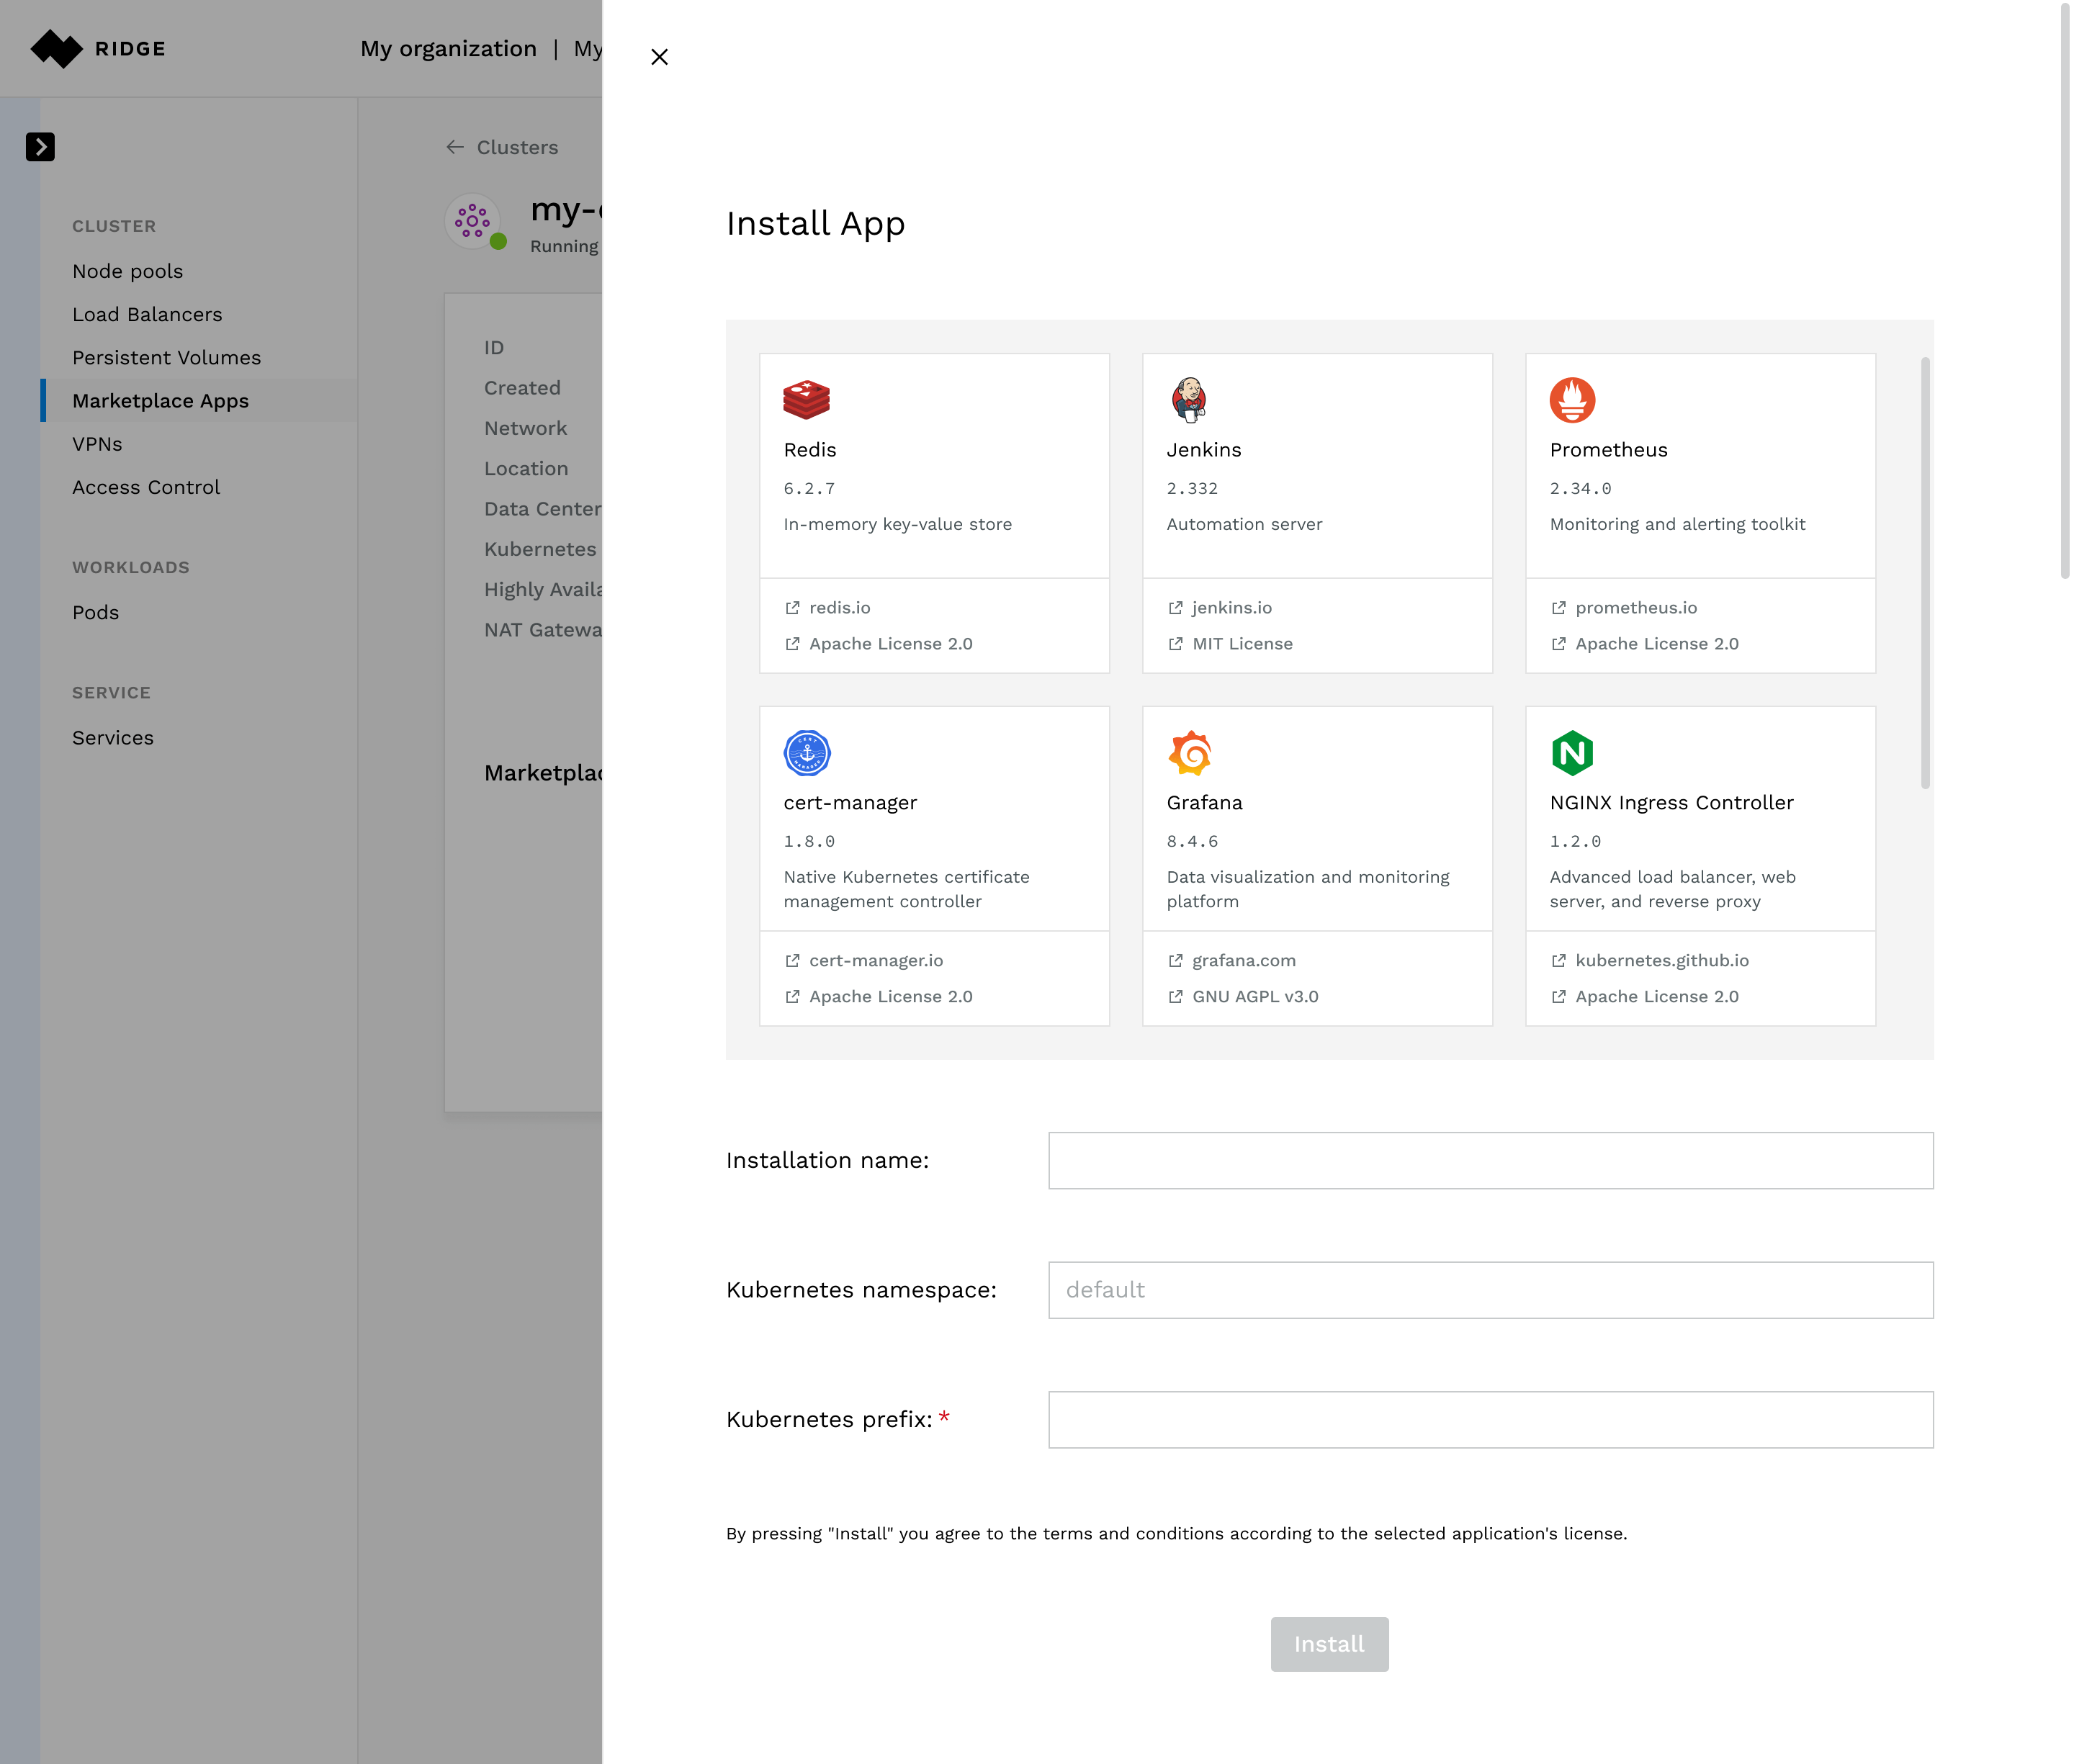 RIDGE
My organization | My
CLUSTER
Node pools
Load Balancers
Persistent Volumes
Marketplace Apps
VPNs
Access Control
WORKLOADS
Pods
SERVICE
Services
Clusters
my-
Running
ID
Created
Network
Location
Data Center
Kubernetes
Highly Availa
NAT Gatewa
Marketplac
Install App
Redis
6.2.7
In-memory key-value store
redis.io
Apache License 2.0
Jenkins
2.332
Automation server
jenkins.io
MIT License
Prometheus
2.34.0
Monitoring and alerting toolkit
prometheus.io
Apache License 2.0
cert-manager
1.8.0
Native Kubernetes certificate
management controller
cert-manager.io
Apache License 2.0
Grafana
8.4.6
Data visualization and monitoring
platform
grafana.com
GNU AGPL v3.0
NGINX Ingress Controller
1.2.0
Advanced load balancer, web
server, and reverse proxy
kubernetes.github.io
Apache License 2.0
Installation name:
Kubernetes namespace:
default
Kubernetes prefix: *
By pressing "Install" you agree to the terms and conditions according to the selected application's license.
Install